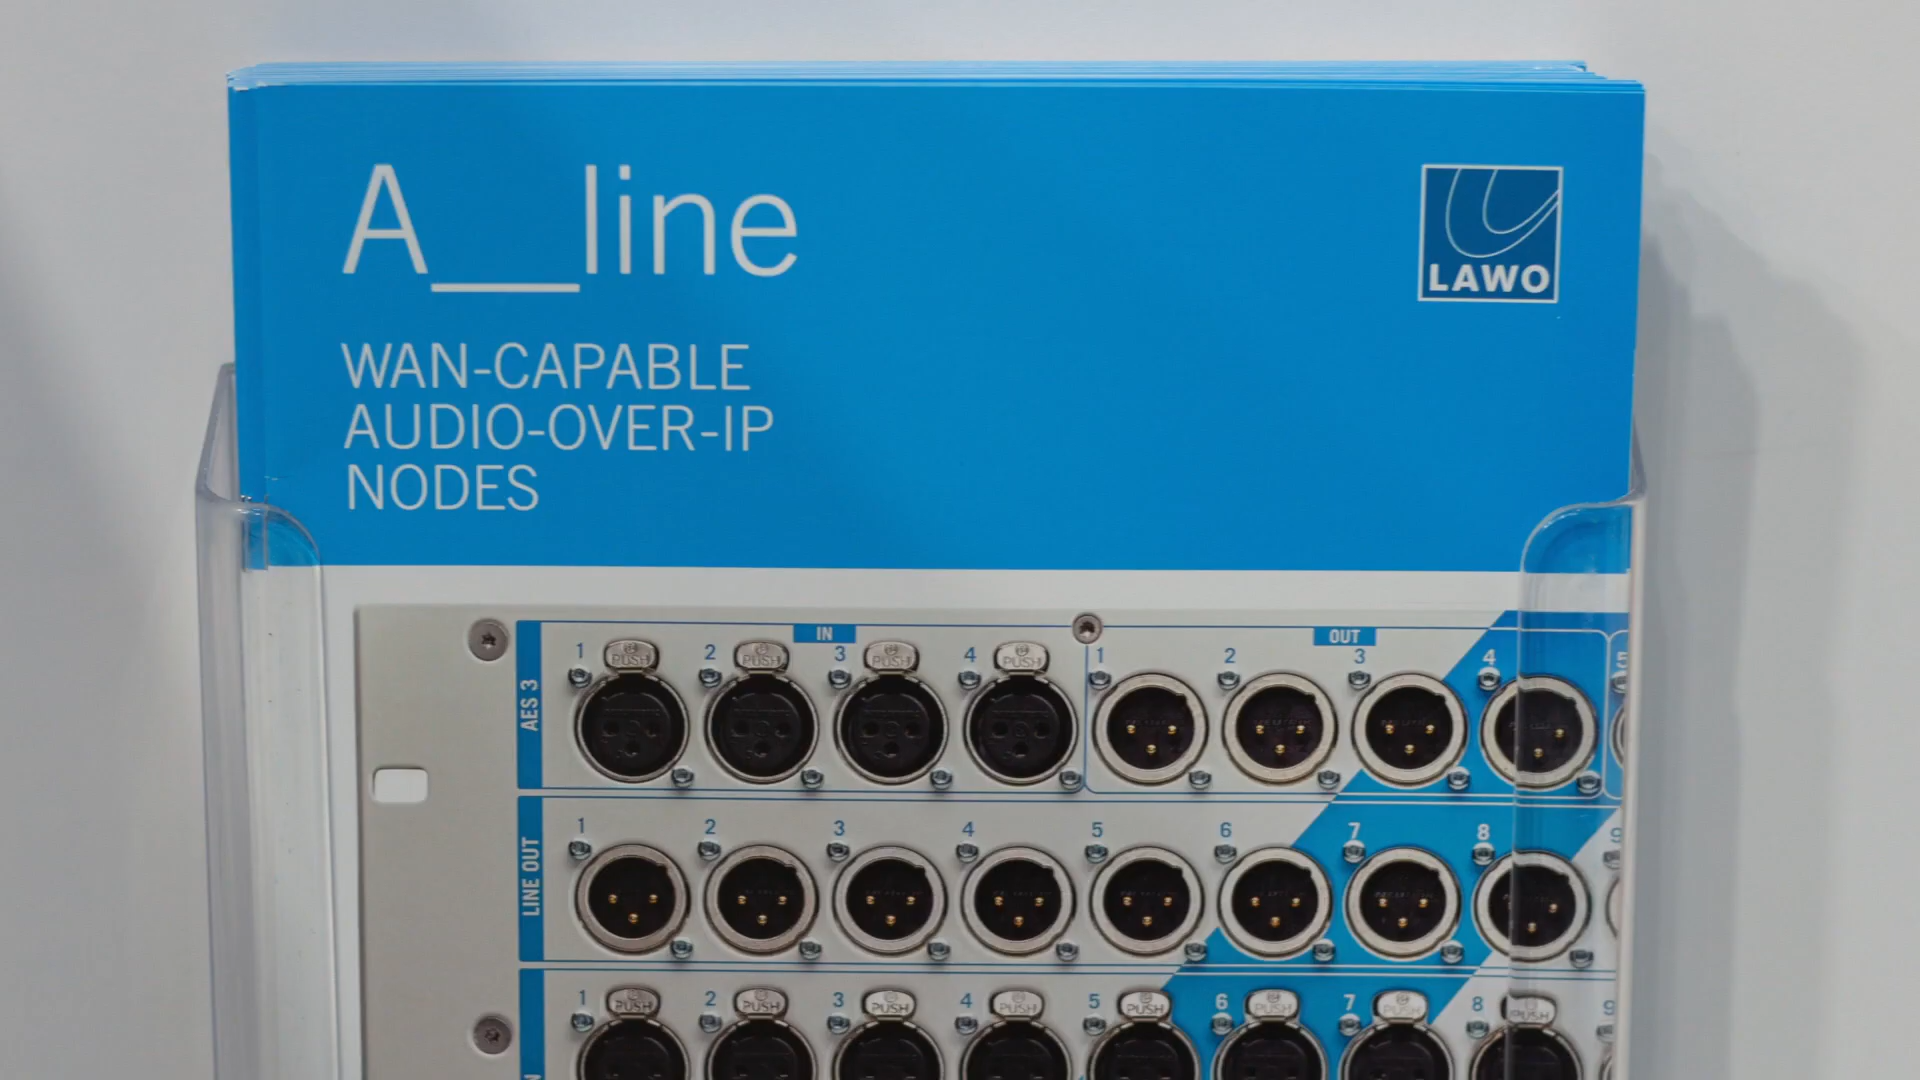 A__line
LAWO
WAN-CAPABLE
AUDIO-OVER-IP
NODES
IN
OUT
1 2 3 4 1 2 3 4
PUSH PUSH PUSH PUSH
AES 3
1 2 3 4 5 6 7 8 9
LINE OUT
1 2 3 4 5 6 7 8 9
PUSH PUSH PUSH PUSH PUSH PUSH PUSH PUSH